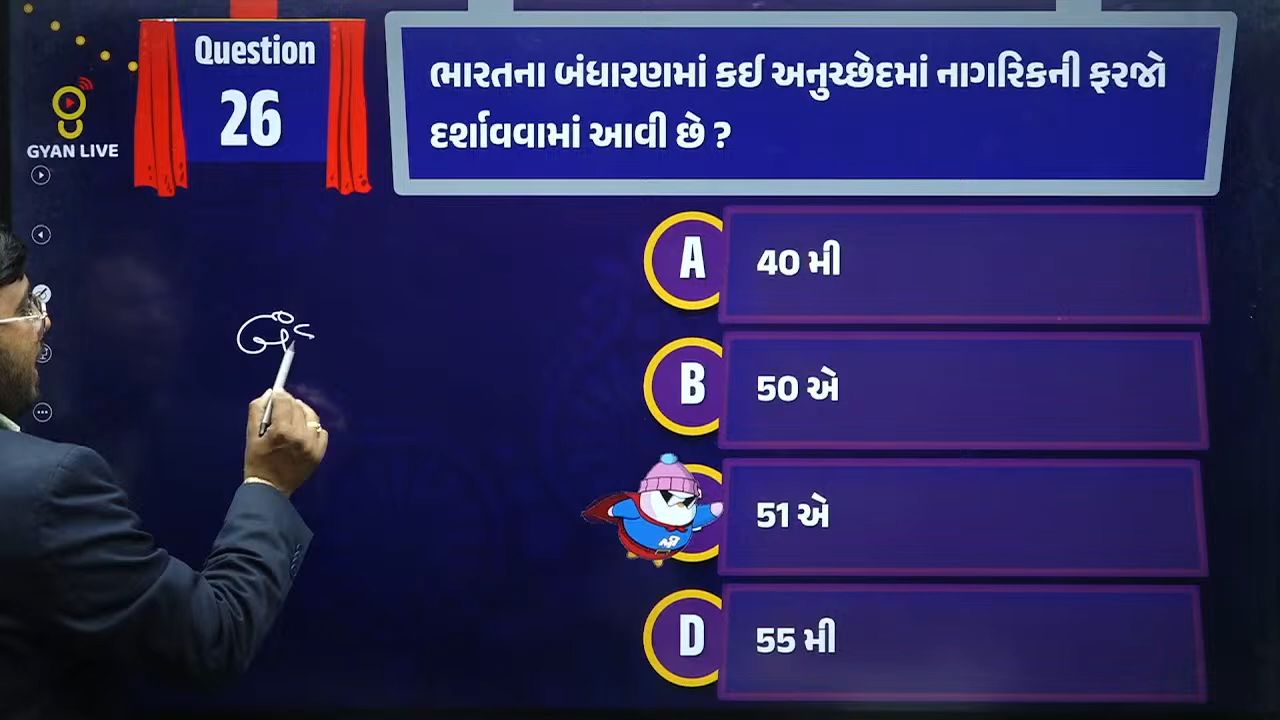 Question
26
GYAN LIVE
ભારતના બંધારણમાં કઈ અનુચ્છેદમાં નાગરિકની ફરજો
દર્શાવવામાં આવી છે ?
A
40 મી
B
50 એ
51 એ
D
55 મી